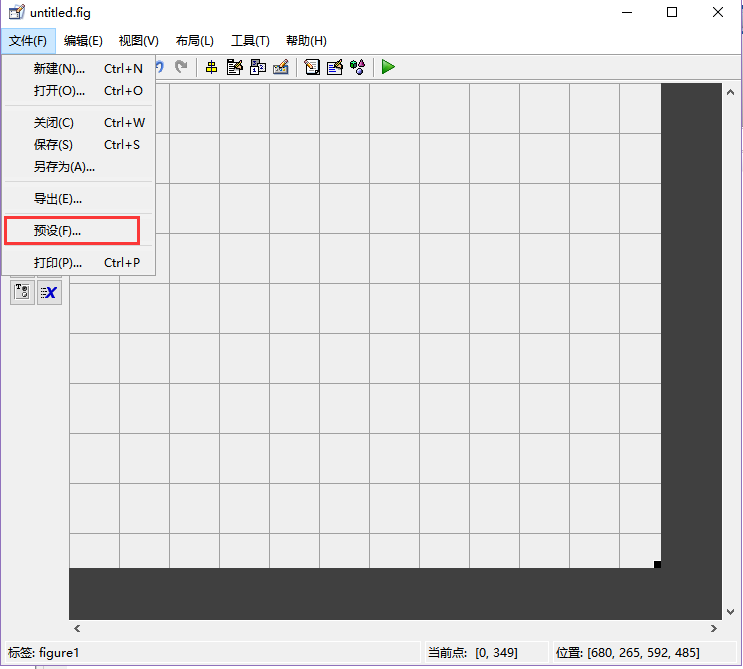 untitled.fig
文件(F) 编辑(E) 视图(V) 布局(L) 工具(T) 帮助(H)
新建(N)... Ctrl+N
打开(O)... Ctrl+O
关闭(C) Ctrl+W
保存(S) Ctrl+S
另存为(A)...
导出(E)...
预设(F)...
打印(P)... Ctrl+P
标签: figure1 当前点: [0, 349] 位置: [680, 265, 592, 485]